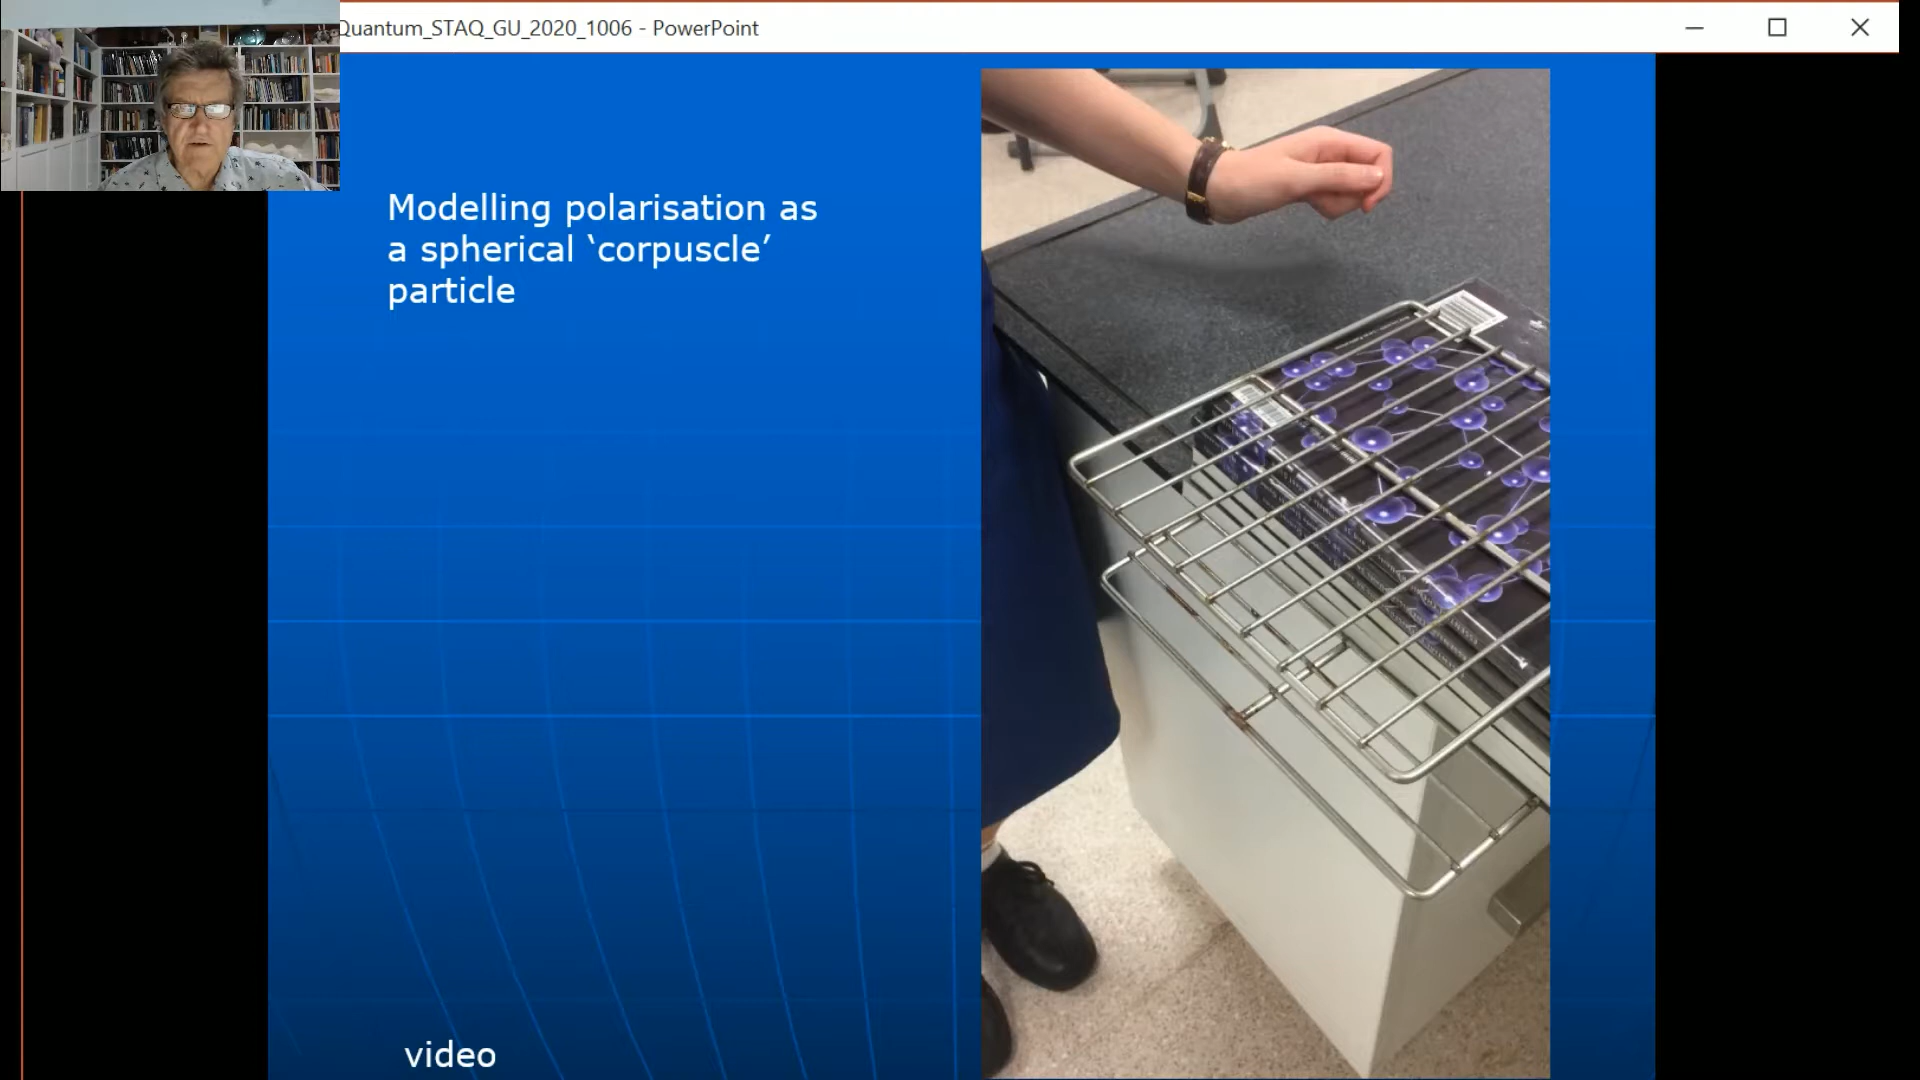 Quantum_STAQ_GU_2020_1006 - PowerPoint
Modelling polarisation as
a spherical ‘corpuscle’
particle
video